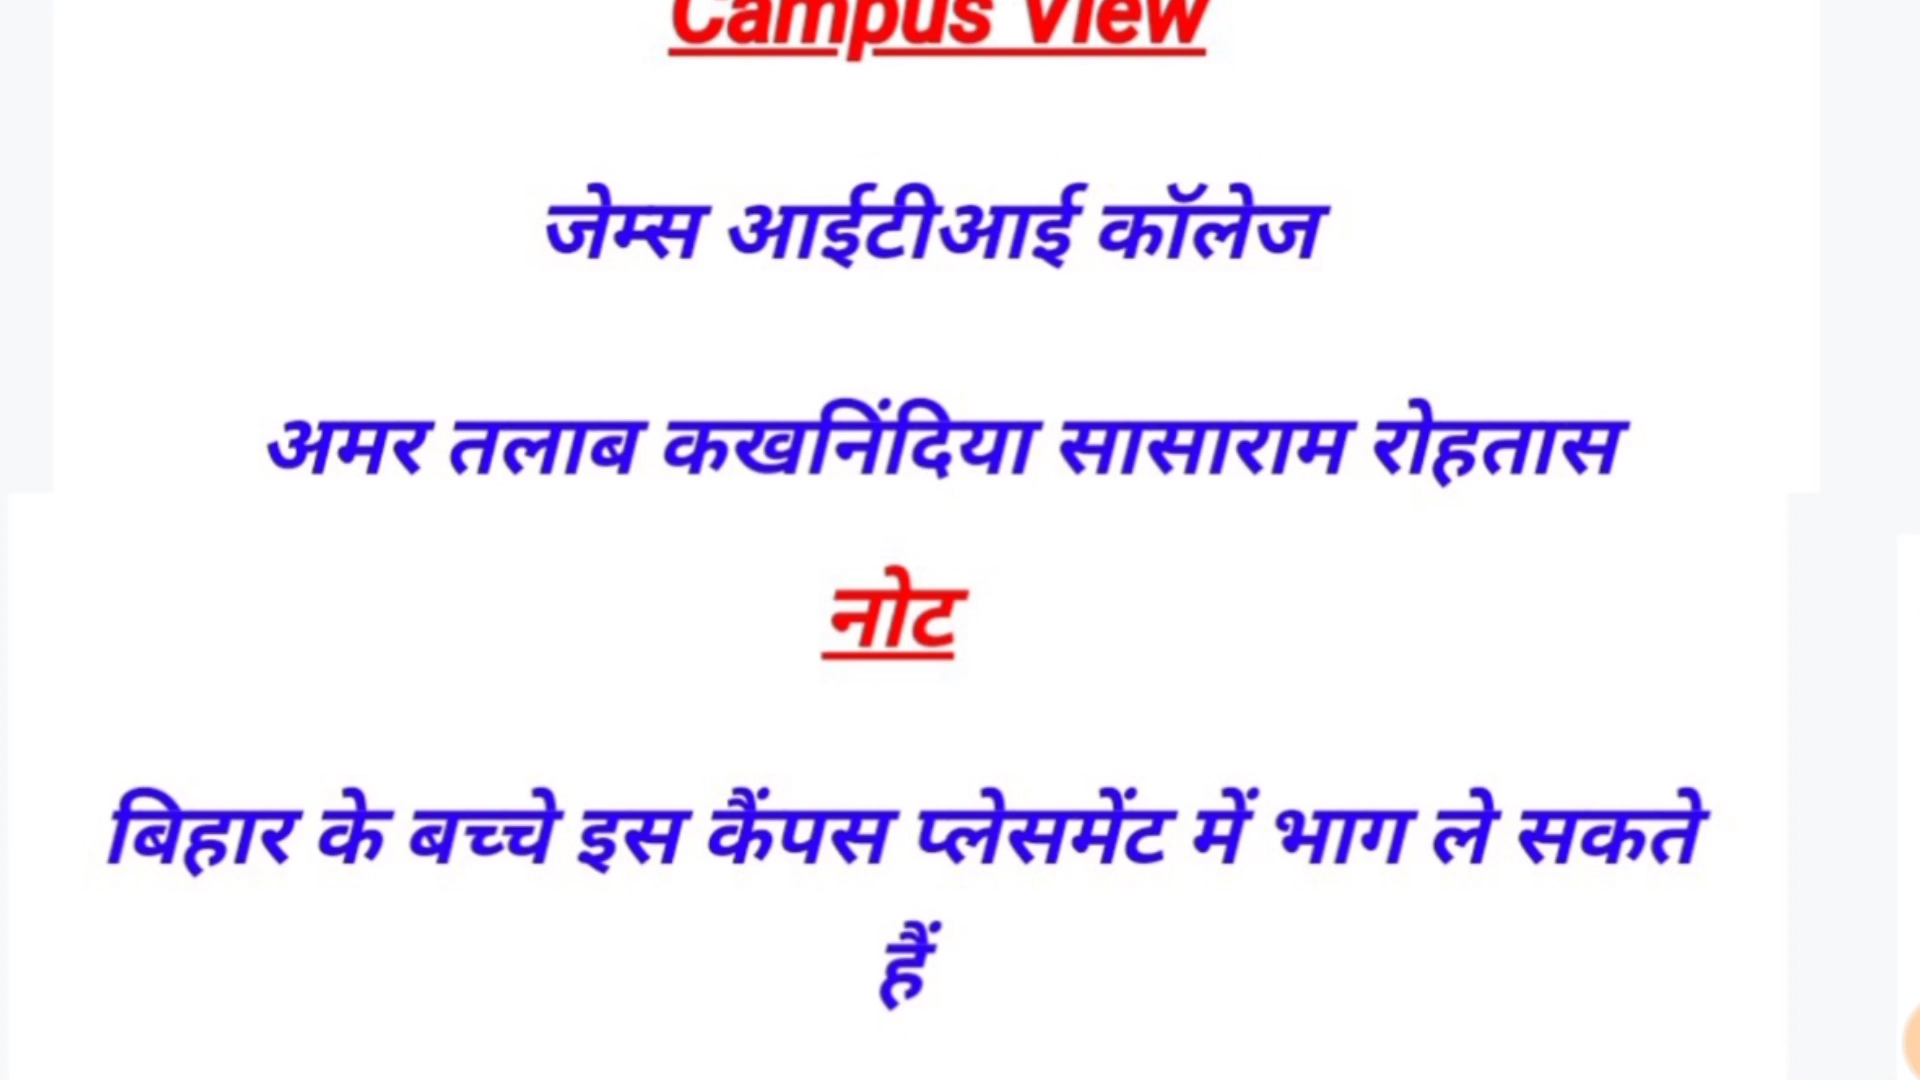 Campus View
जेम्स आईटीआई कॉलेज
अमर तलाब कखनिंदिया सासाराम रोहतास
नोट
बिहार के बच्चे इस कैंपस प्लेसमेंट में भाग ले सकते
हैं